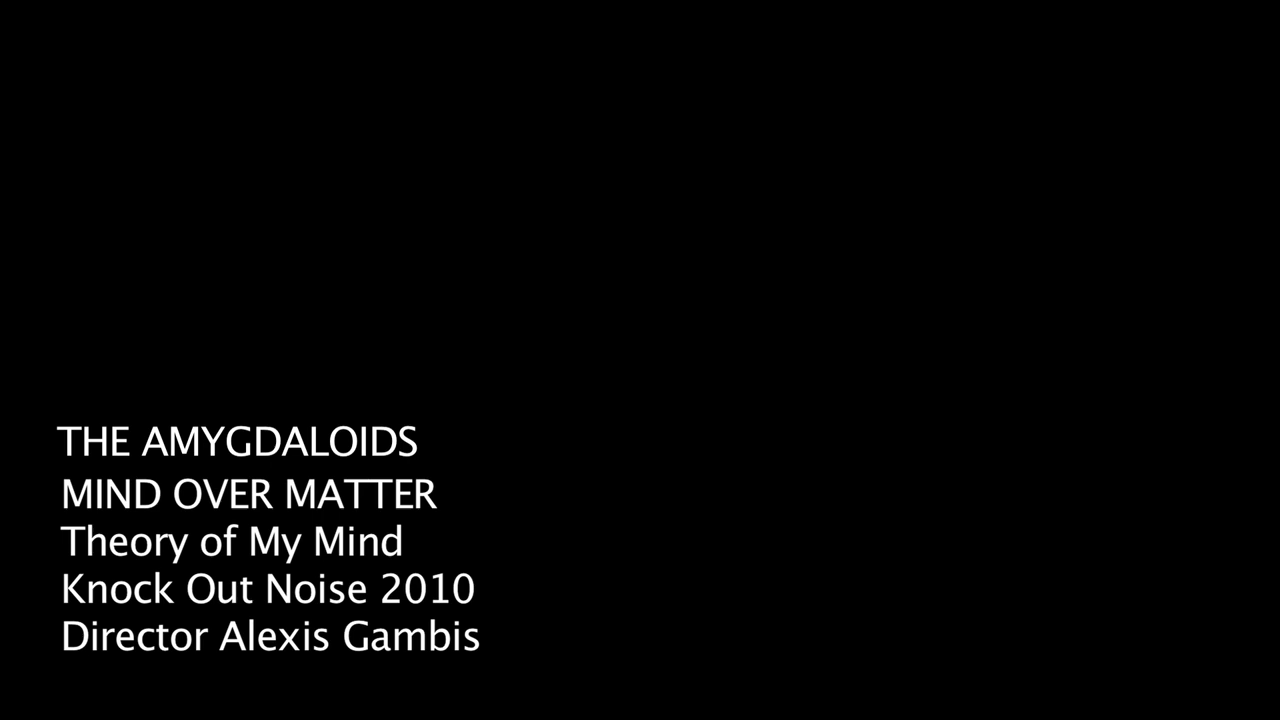 THE AMYGDALOIDS
MIND OVER MATTER
Theory of My Mind
Knock Out Noise 2010
Director Alexis Gambis